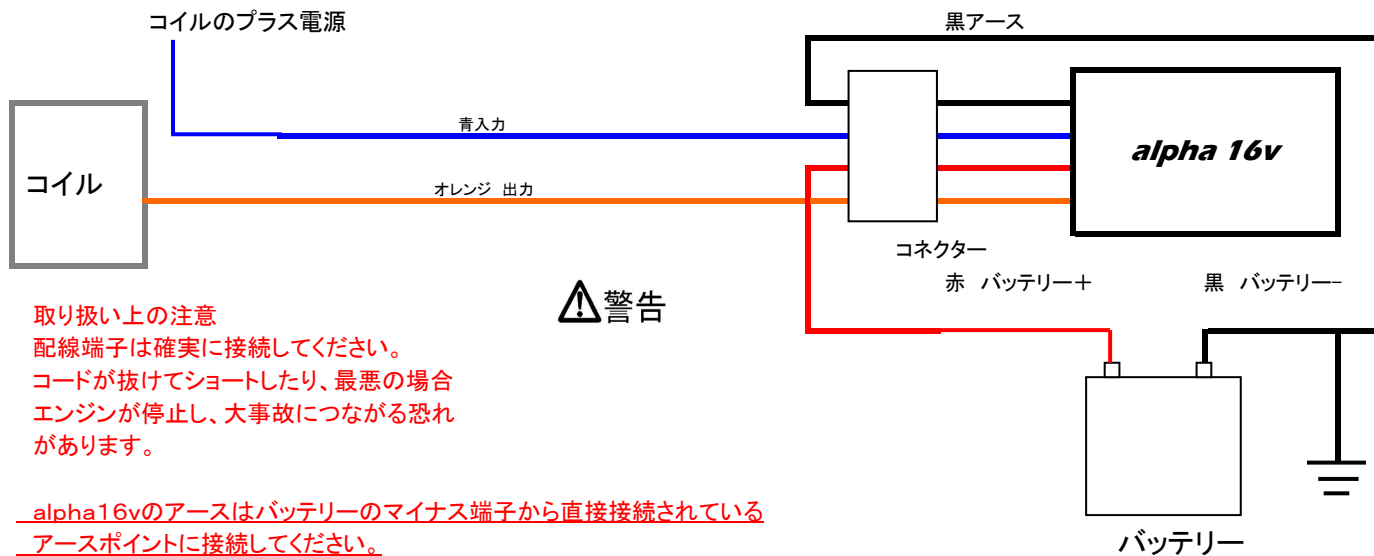 コイルのプラス電源
黒アース
青入力
alpha 16v
コイル
オレンジ 出力
コネクター
赤 バッテリー＋
黒 バッテリー−
警告
取り扱い上の注意
配線端子は確実に接続してください。
コードが抜けてショートしたり、最悪の場合
エンジンが停止し、大事故につながる恐れ
があります。
alpha16vのアースはバッテリーのマイナス端子から直接接続されている
アースポイントに接続してください。
バッテリー